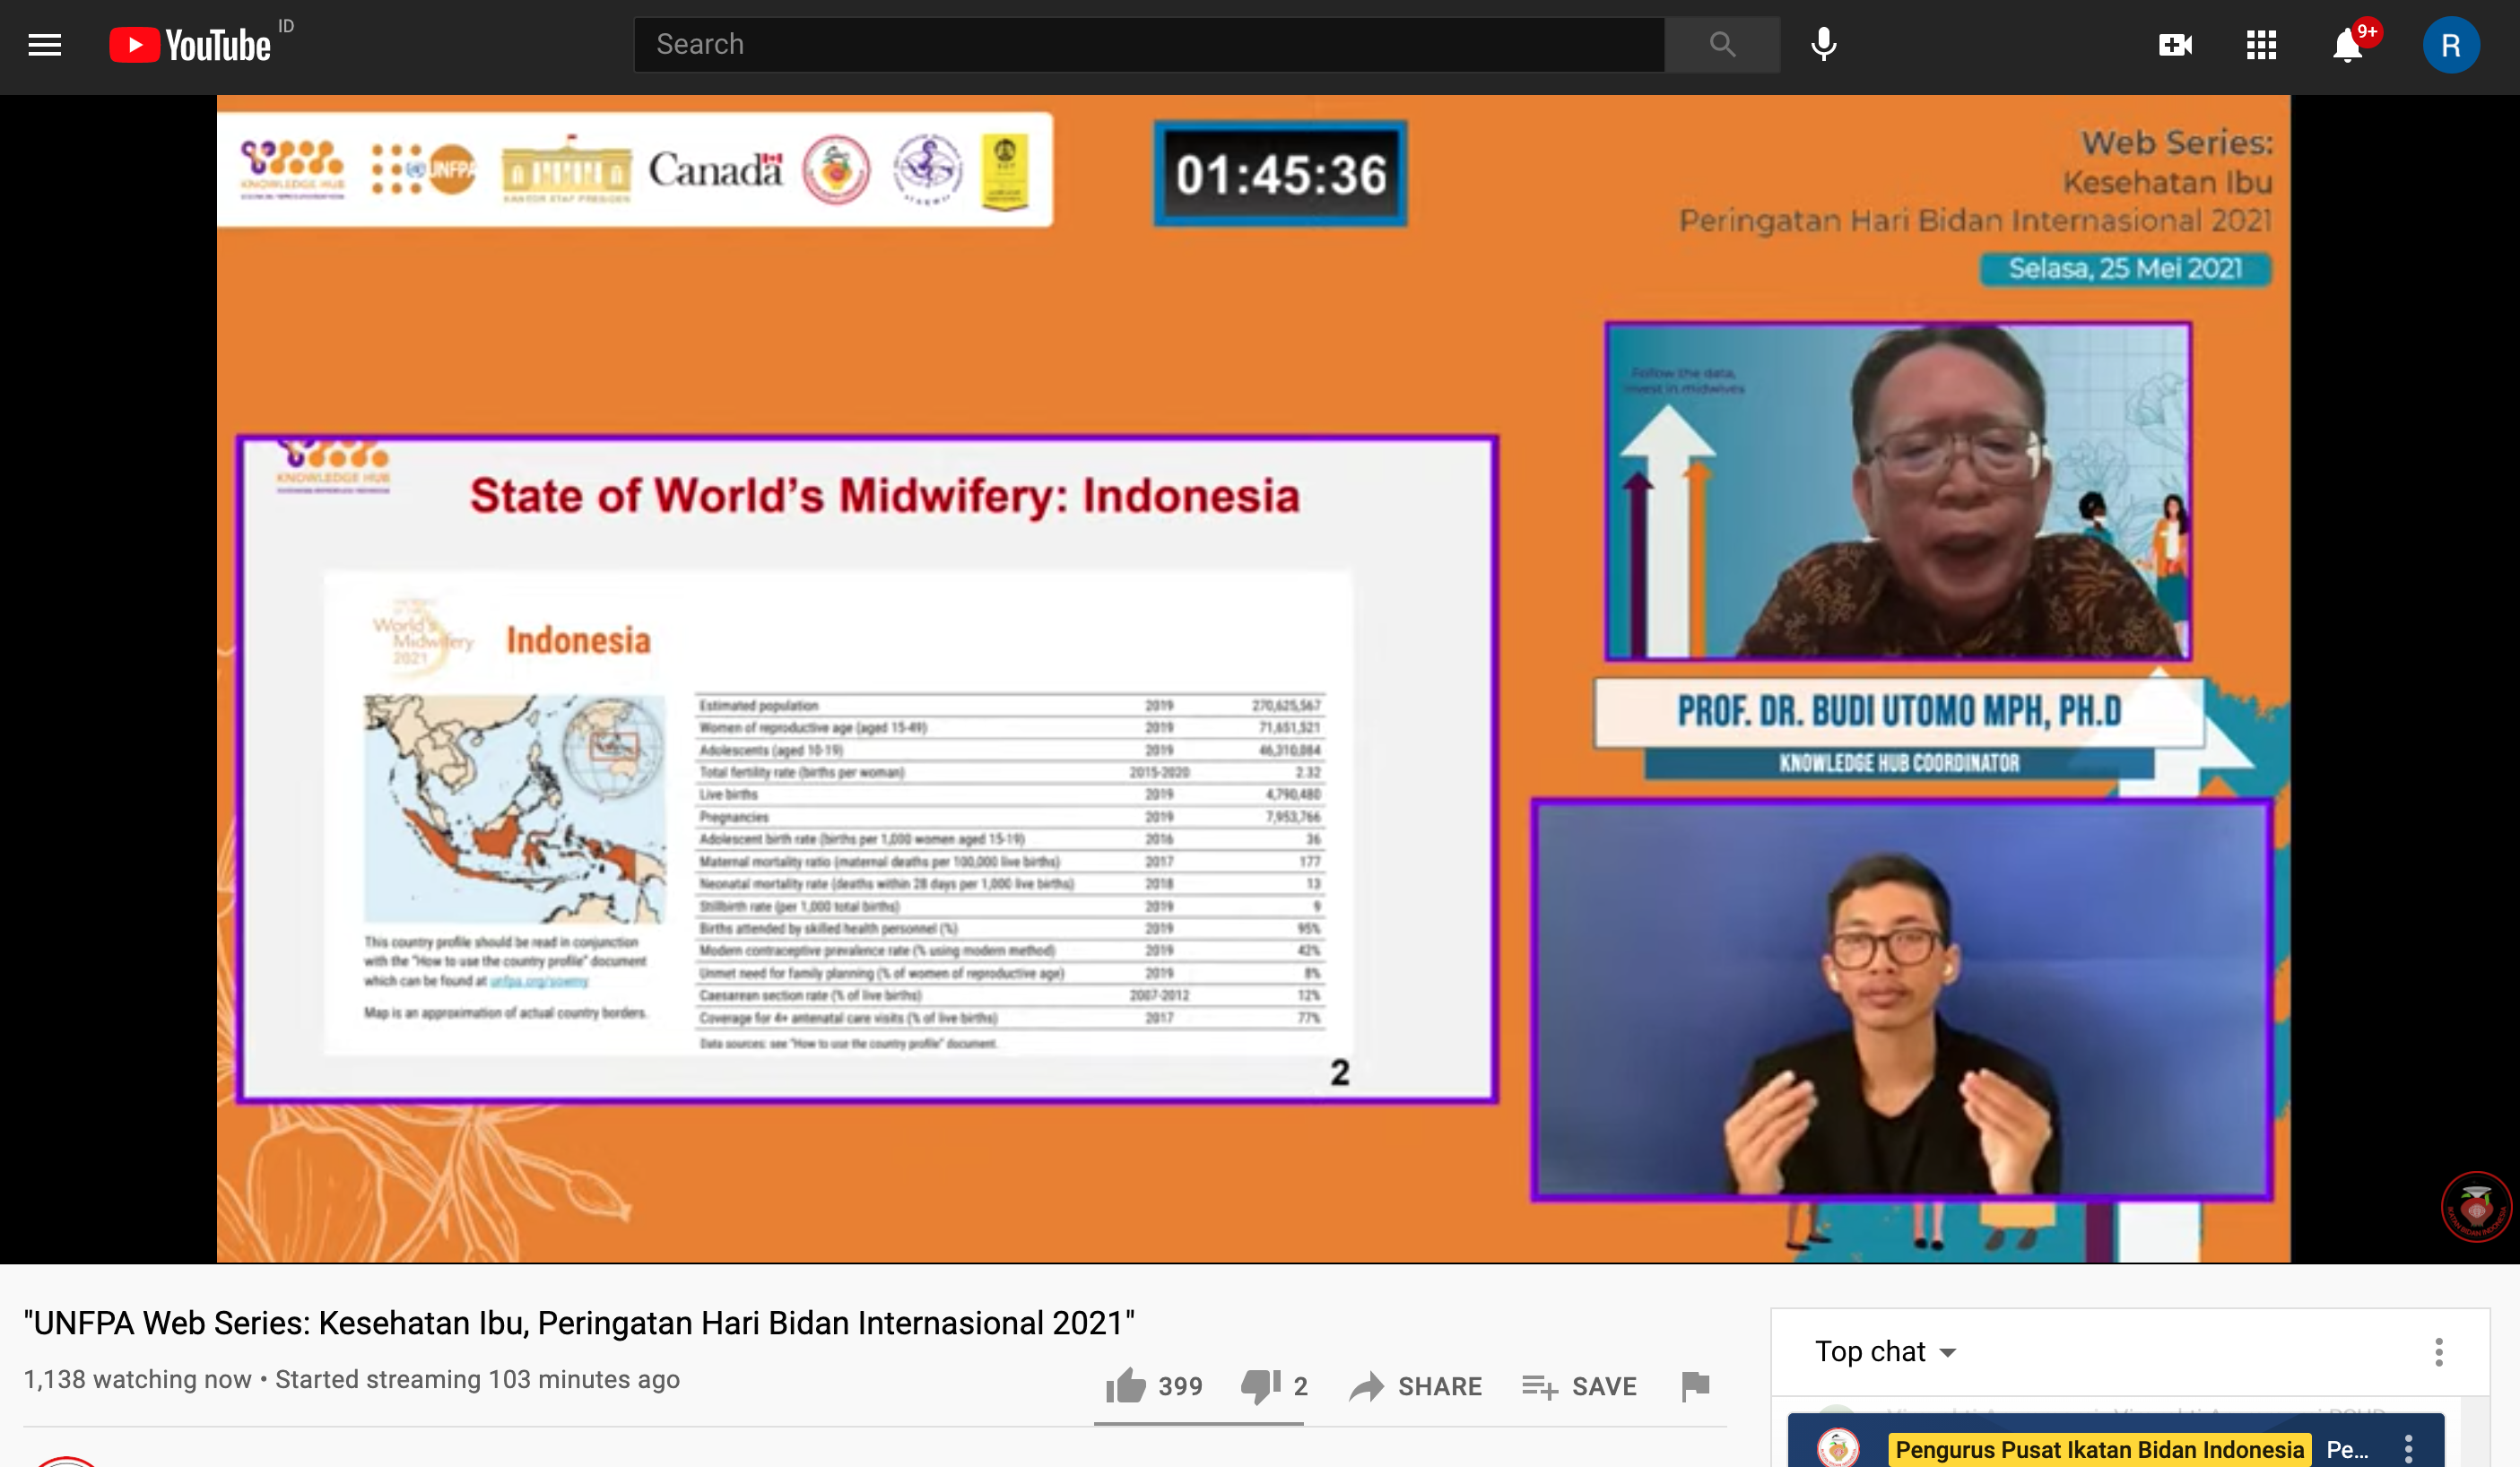 YouTube ID
Search
9+
R
KNOWLEDGE HUB
UNFPA
KANTOR STAF PRESIDEN
Canada
01:45:36
Web Series:
Kesehatan Ibu
Peringatan Hari Bidan Internasional 2021
Selasa, 25 Mei 2021
KNOWLEDGE HUB
State of World's Midwifery: Indonesia
World's
Midwifery
2021
Indonesia
This country profile should be read in conjunction
with the "How to use the country profile" document
which can be found at unfpa.org/sowmy
Map is an approximation of actual country borders.
Estimated population 2019 270,625,567
Women of reproductive age (aged 15-49) 2019 71,651,321
Adolescents (aged 10-19) 2019 46,310,084
Total fertility rate (births per woman) 2015-2020 2.32
Live births 2019 4,790,480
Pregnancies 2019 7,953,766
Adolescent birth rate (births per 1,000 women aged 15-19) 2016 36
Maternal mortality ratio (maternal deaths per 100,000 live births) 2017 177
Neonatal mortality rate (deaths within 28 days per 1,000 live births) 2018 13
Stillbirth rate (per 1,000 total births) 2019 9
Births attended by skilled health personnel (%) 2019 95%
Modern contraceptive prevalence rate (% using modern method) 2019 42%
Unmet need for family planning (% of women of reproductive age) 2019 8%
Caesarean section rate (% of live births) 2007-2012 12%
Coverage for 4+ antenatal care visits (% of live births) 2017 77%
Data sources: see "How to use the country profile" document.
2
Follow the data,
invest in midwives
PROF. DR. BUDI UTOMO MPH, PH.D
KNOWLEDGE HUB COORDINATOR
IKATAN BIDAN INDONESIA
"UNFPA Web Series: Kesehatan Ibu, Peringatan Hari Bidan Internasional 2021"
1,138 watching now • Started streaming 103 minutes ago
399
2
SHARE
SAVE
Top chat
Pengurus Pusat Ikatan Bidan Indonesia Pe...